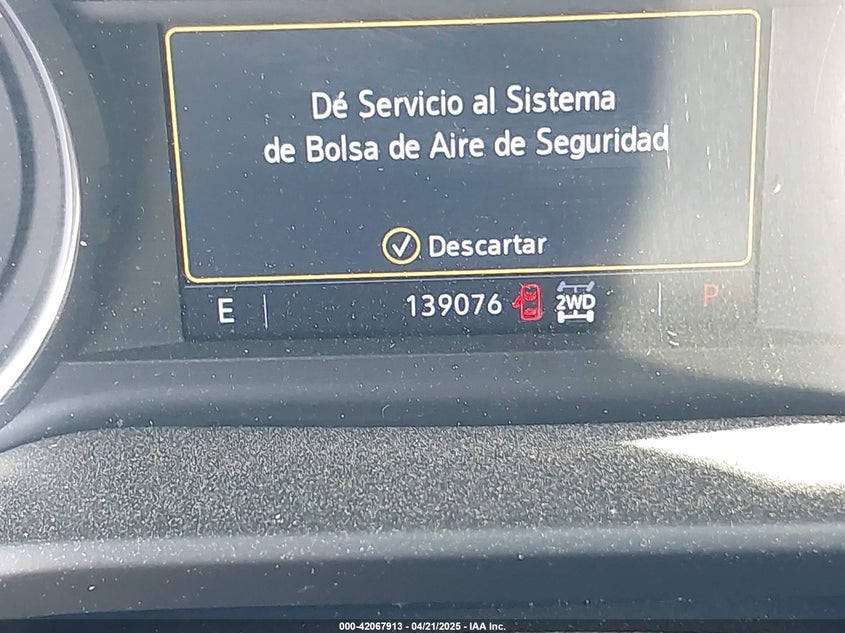 Dé Servicio al Sistema
de Bolsa de Aire de Seguridad
Descartar
E 139076 2WD P
000-42067913 - 04/21/2025 - IAA Inc.